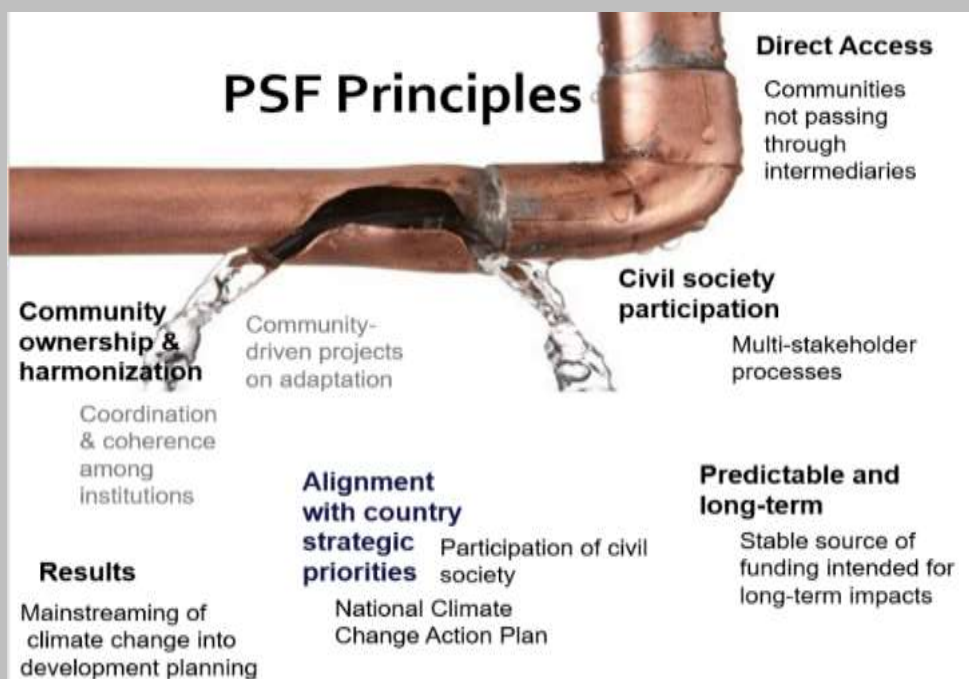 PSF Principles
Direct Access
Communities
not passing
through
intermediaries
Community
ownership &
harmonization
Community-
driven projects
on adaptation
Coordination
& coherence
among
institutions
Civil society
participation
Multi-stakeholder
processes
Alignment
with country
strategic
priorities
Participation of civil
society
National Climate
Change Action Plan
Predictable and
long-term
Stable source of
funding intended for
long-term impacts
Results
Mainstreaming of
climate change into
development planning